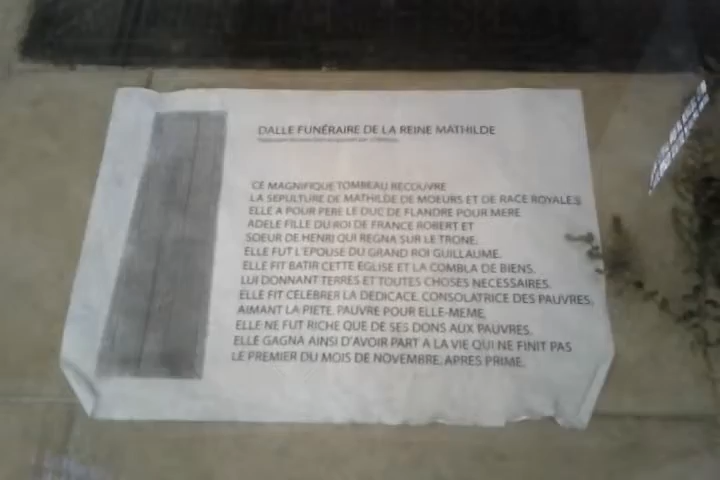 DALLE FUNÉRAIRE DE LA REINE MATHILDE
CE MAGNIFIQUE TOMBEAU RECOUVRE
LA SEPULTURE DE MATHILDE DE MOEURS ET DE RACE ROYALES
ELLE A POUR PERE LE DUC DE FLANDRE POUR MERE
ADELE FILLE DU ROI DE FRANCE ROBERT ET
SOEUR DE HENRI QUI REGNA SUR LE TRONE.
ELLE FUT L'EPOUSE DU GRAND ROI GUILLAUME.
ELLE FIT BATIR CETTE EGLISE ET LA COMBLA DE BIENS.
LUI DONNANT TERRES ET TOUTES CHOSES NECESSAIRES.
ELLE FIT CELEBRER LA DEDICACE. CONSOLATRICE DES PAUVRES,
AIMANT LA PIETE. PAUVRE POUR ELLE-MEME,
ELLE NE FUT RICHE QUE DE SES DONS AUX PAUVRES.
ELLE GAGNA AINSI D'AVOIR PART A LA VIE QUI NE FINIT PAS
LE PREMIER DU MOIS DE NOVEMBRE. APRES PRIME.